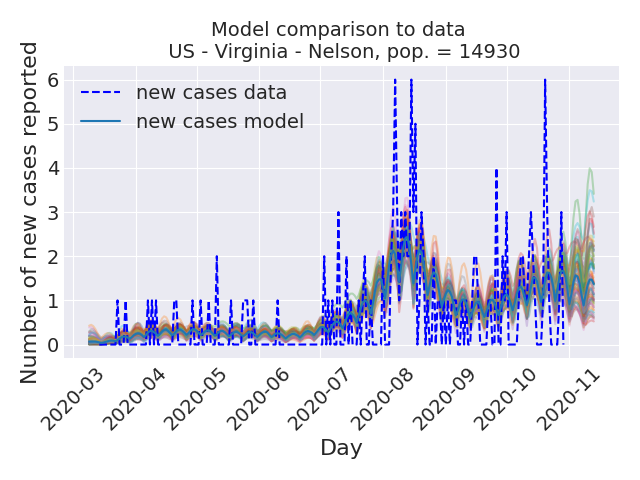 Model comparison to data
US - Virginia - Nelson, pop. = 14930
Number of new cases reported
6
5
4
3
2
1
0
new cases data
new cases model
2020-03
2020-04
2020-05
2020-06
2020-07
2020-08
2020-09
2020-10
2020-11
Day